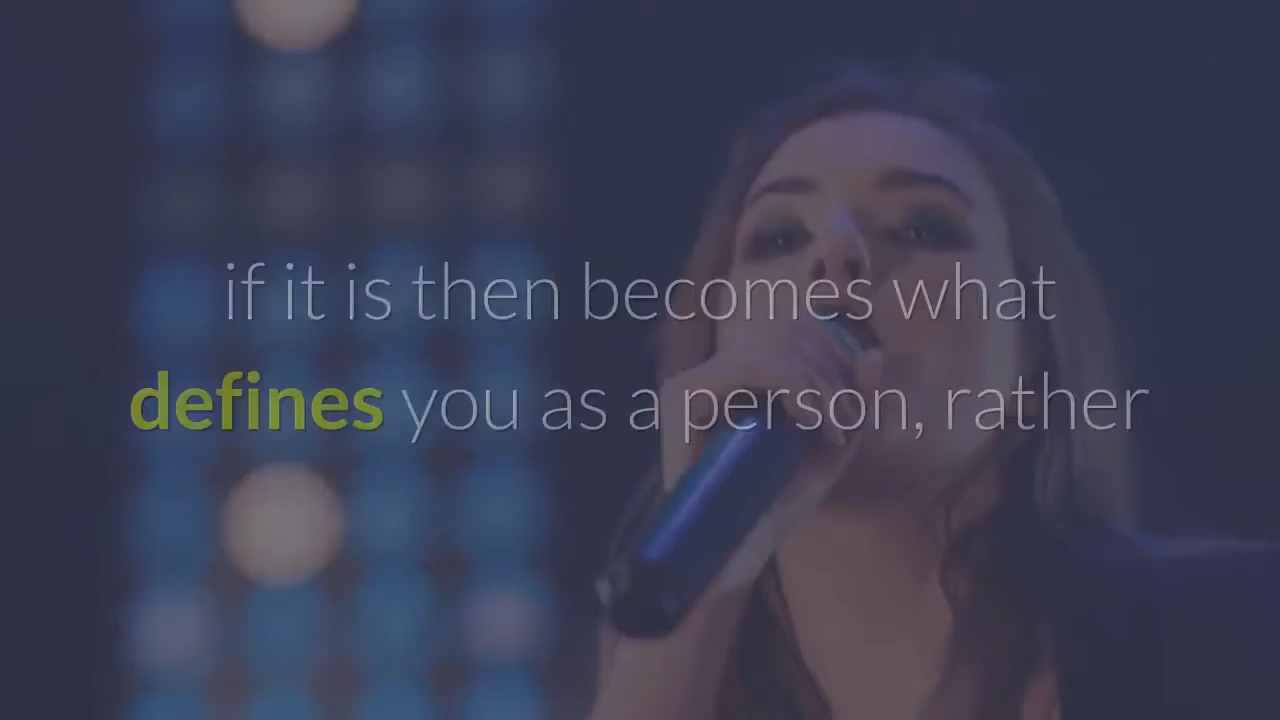 if it is then becomes what
defines you as a person, rather